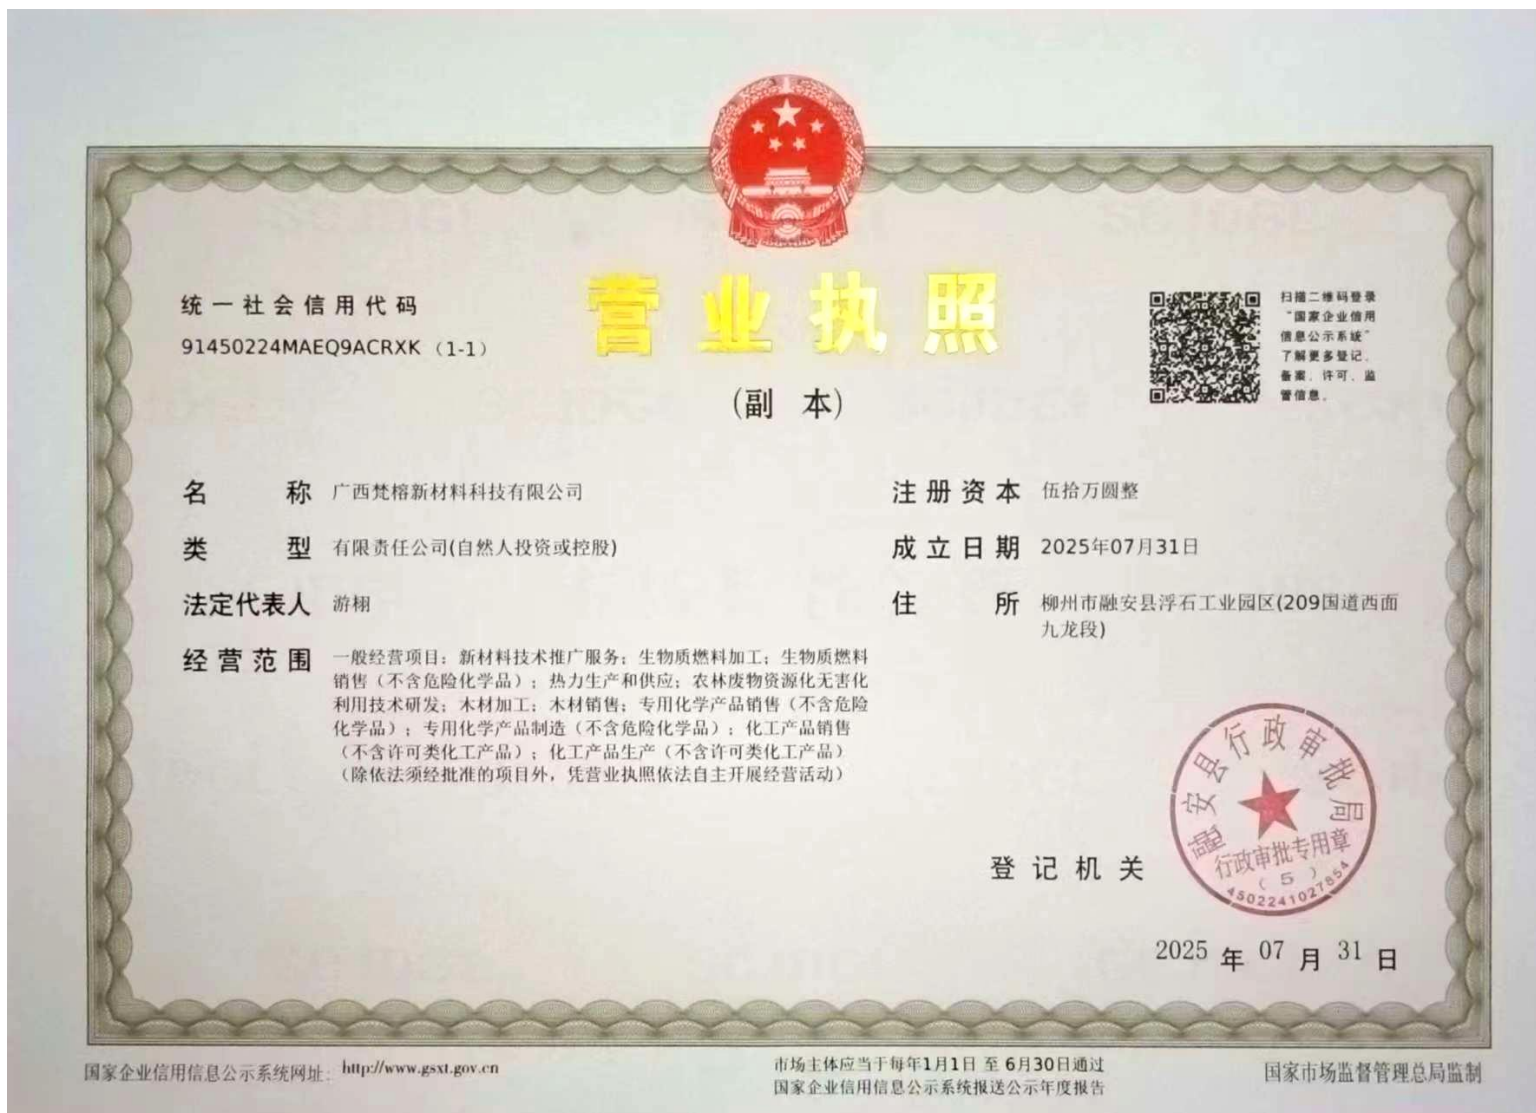 营业执照
(副 本)
统一社会信用代码
91450224MAEQ9ACRXK（1-1）
扫描二维码登录
“国家企业信用
信息公示系统”
了解更多登记、
备案、许可、监
管信息。
名 称 广西梵榕新材料科技有限公司
类 型 有限责任公司(自然人投资或控股)
法定代表人 游栩
经营范围 一般经营项目：新材料技术推广服务；生物质燃料加工；生物质燃料
销售（不含危险化学品）；热力生产和供应；农林废物资源化无害化
利用技术研发；木材加工；木材销售；专用化学产品销售（不含危险
化学品）；专用化学产品制造（不含危险化学品）；化工产品销售
（不含许可类化工产品）；化工产品生产（不含许可类化工产品）
（除依法须经批准的项目外，凭营业执照依法自主开展经营活动）
注册资本 伍拾万圆整
成立日期 2025年07月31日
住 所 柳州市融安县浮石工业园区(209国道西面
九龙段)
登记机关
融安县行政审批局
行政审批专用章
（5）
4502241027854
2025 年 07 月 31 日
国家企业信用信息公示系统网址：http://www.gsxt.gov.cn
市场主体应当于每年1月1日 至 6月30日通过
国家企业信用信息公示系统报送公示年度报告
国家市场监督管理总局监制